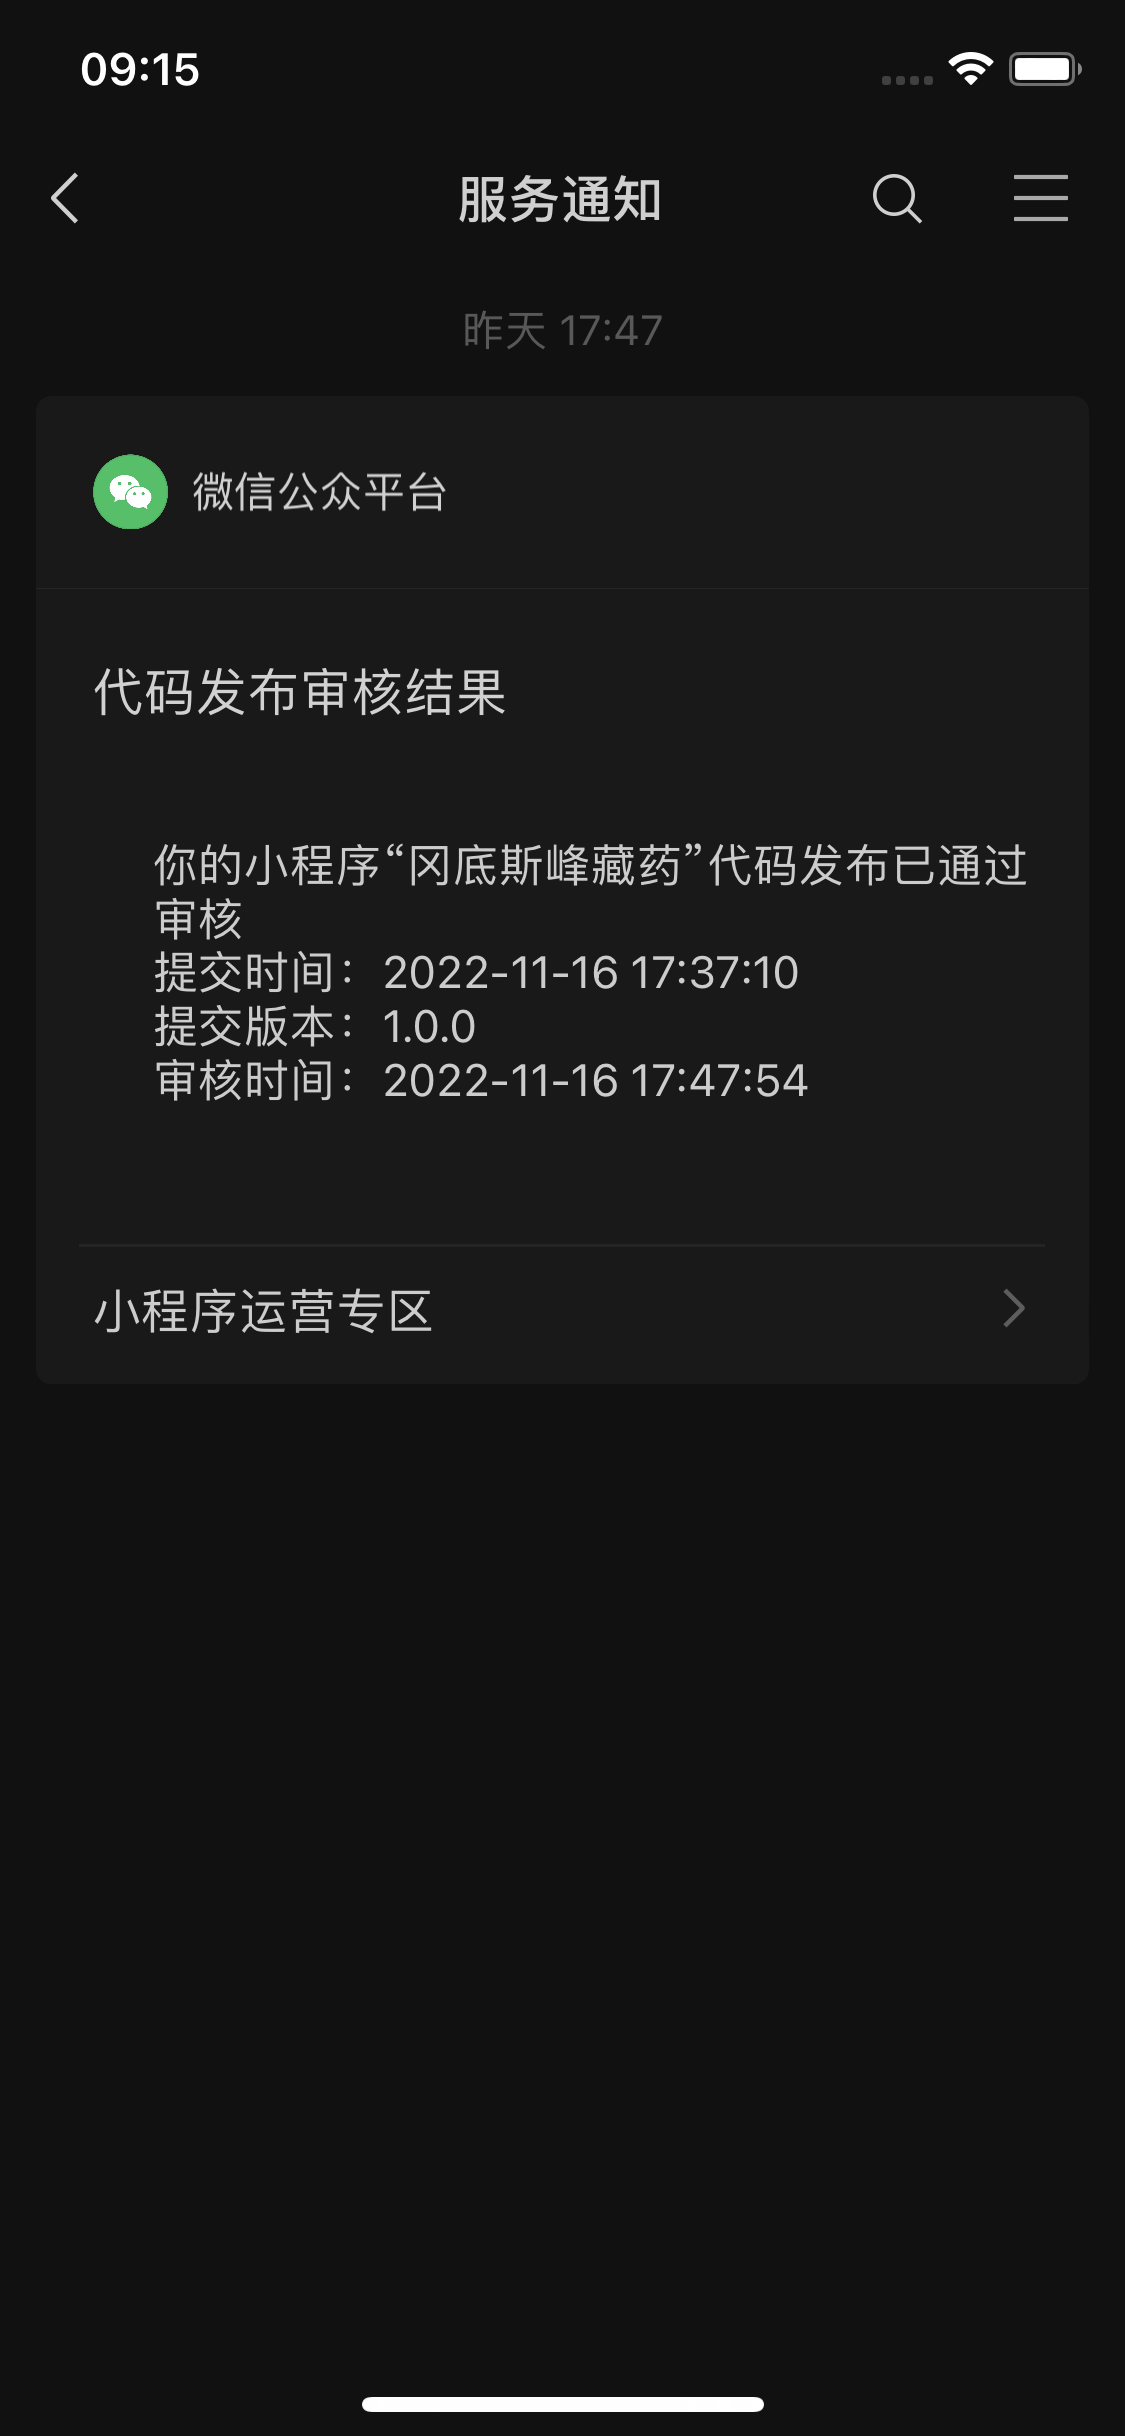 09:15
服务通知
昨天 17:47
微信公众平台
代码发布审核结果
你的小程序“冈底斯峰藏药”代码发布已通过
审核
提交时间：2022-11-16 17:37:10
提交版本：1.0.0
审核时间：2022-11-16 17:47:54
小程序运营专区